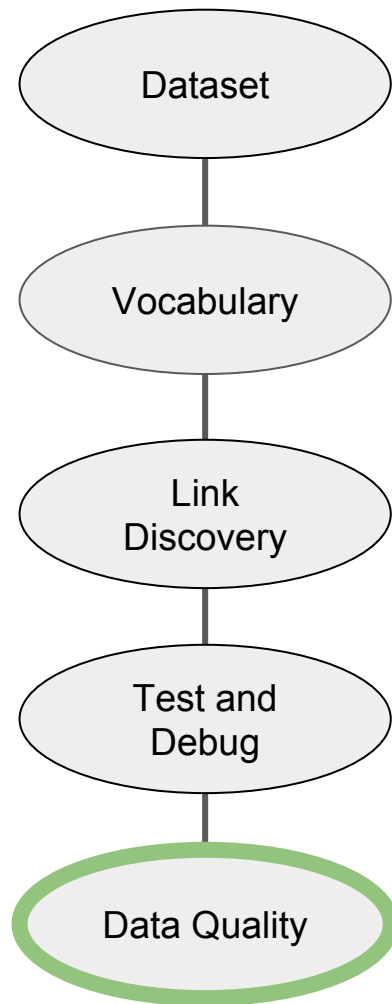 Dataset
Vocabulary
Link
Discovery
Test and
Debug
Data Quality